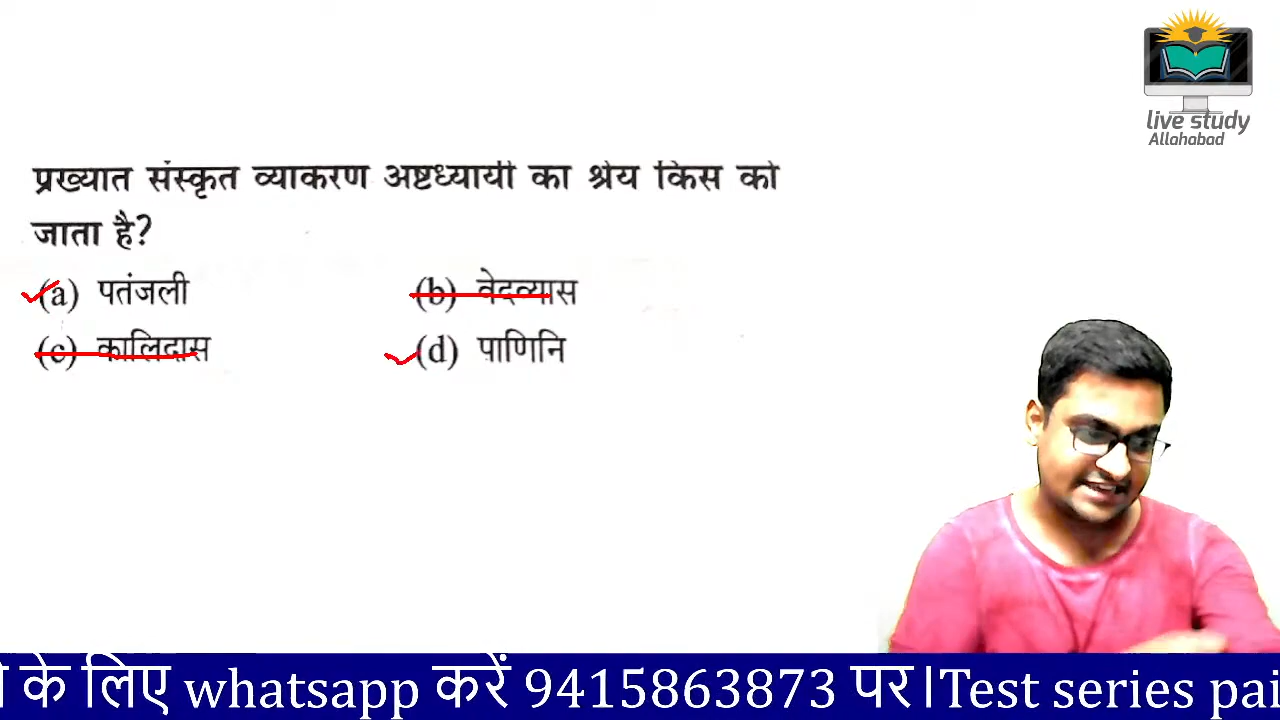 live study
Allahabad
प्रख्यात संस्कृत व्याकरण अष्टध्यायी का श्रेय किस को
जाता है?
(a) पतंजली (b) वेदव्यास
(c) कालिदास (d) पाणिनि
के लिए whatsapp करें 9415863873 पर।Test series pai